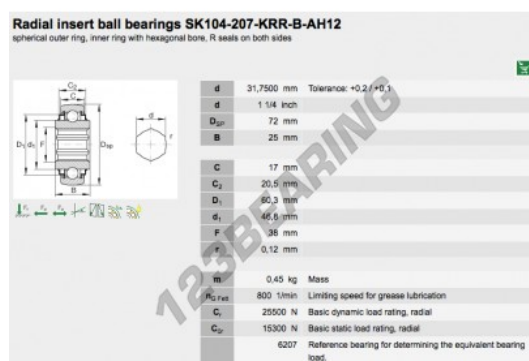 Radial insert ball bearings SK104-207-KRR-B-AH12
spherical outer ring, inner ring with hexagonal bore, R seals on both sides
C2
C
d
r
D1 d1 F Dsp
B
d 31,7500 mm Tolerance: +0,2 / +0,1
d 1 1/4 inch
DSP 72 mm
B 25 mm
C 17 mm
C2 20,5 mm
D1 60,3 mm
d1 46,8 mm
F 38 mm
r 0,12 mm
m 0,45 kg Mass
nG Fett 800 1/min Limiting speed for grease lubrication
Cr 25500 N Basic dynamic load rating, radial
C0r 15300 N Basic static load rating, radial
6207 Reference bearing for determining the equivalent bearing load.
123BEARING